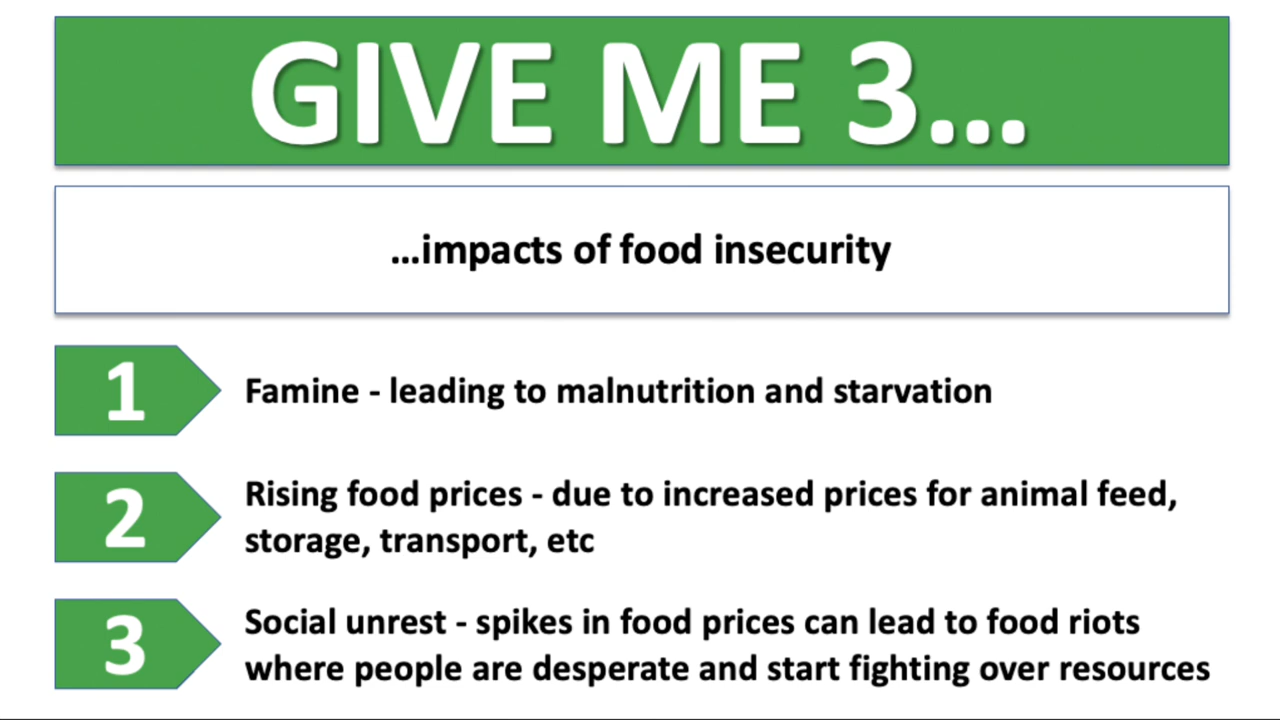 GIVE ME 3...
...impacts of food insecurity
1
Famine - leading to malnutrition and starvation
2
Rising food prices - due to increased prices for animal feed,
storage, transport, etc
3
Social unrest - spikes in food prices can lead to food riots
where people are desperate and start fighting over resources